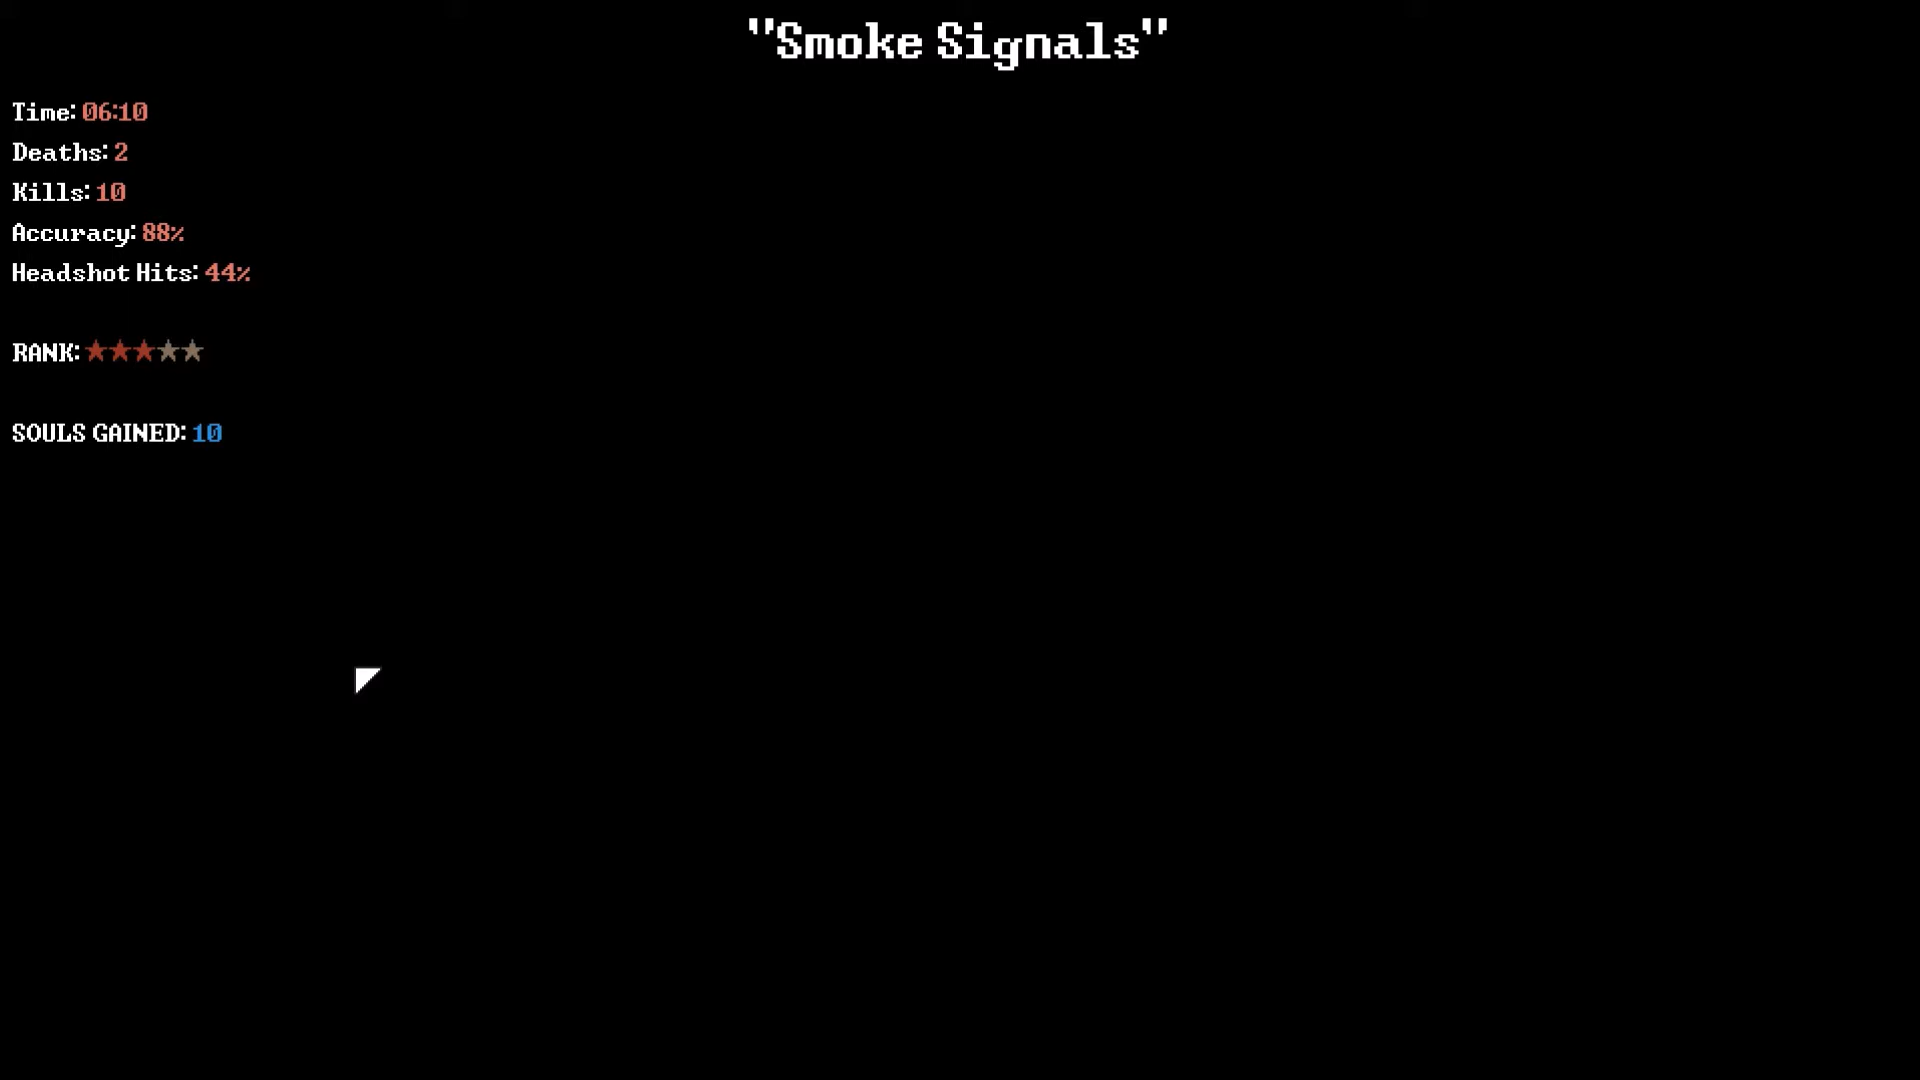 "Smoke Signals"
Time: 06:10
Deaths: 2
Kills: 10
Accuracy: 88%
Headshot Hits: 44%
RANK: ★★★★★
SOULS GAINED: 10